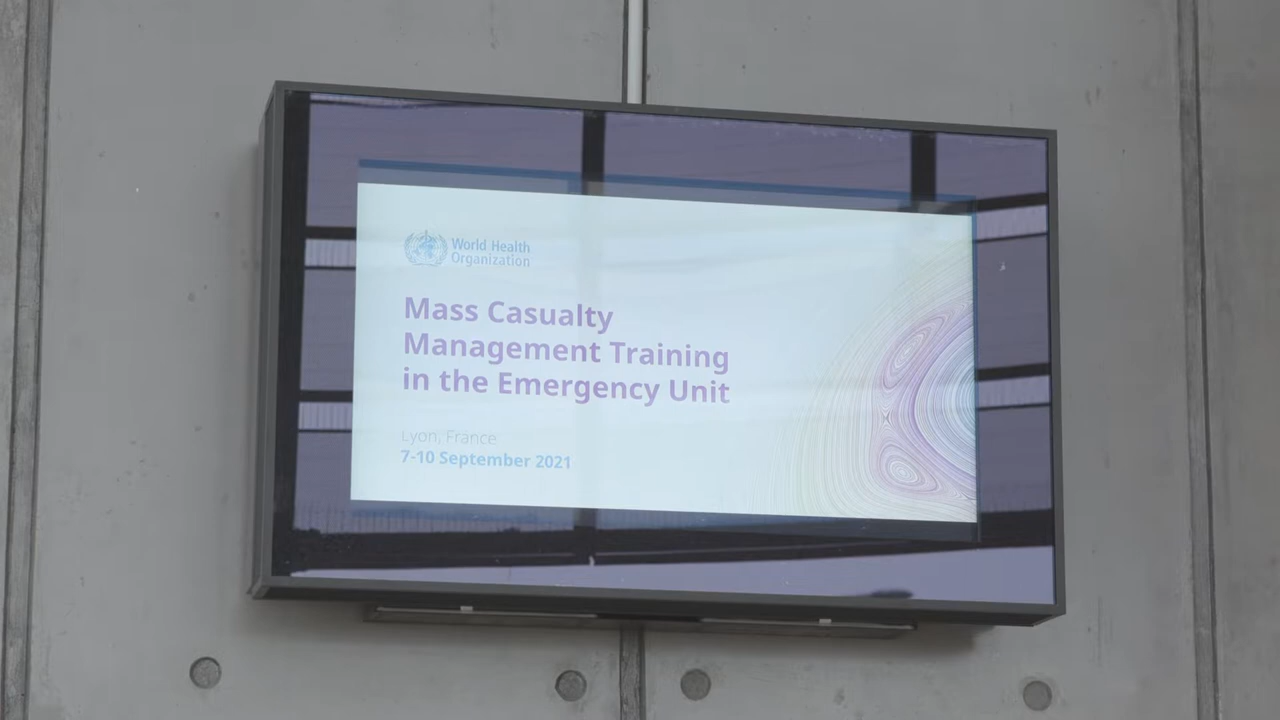 World Health
Organization
Mass Casualty
Management Training
in the Emergency Unit
Lyon, France
7-10 September 2021